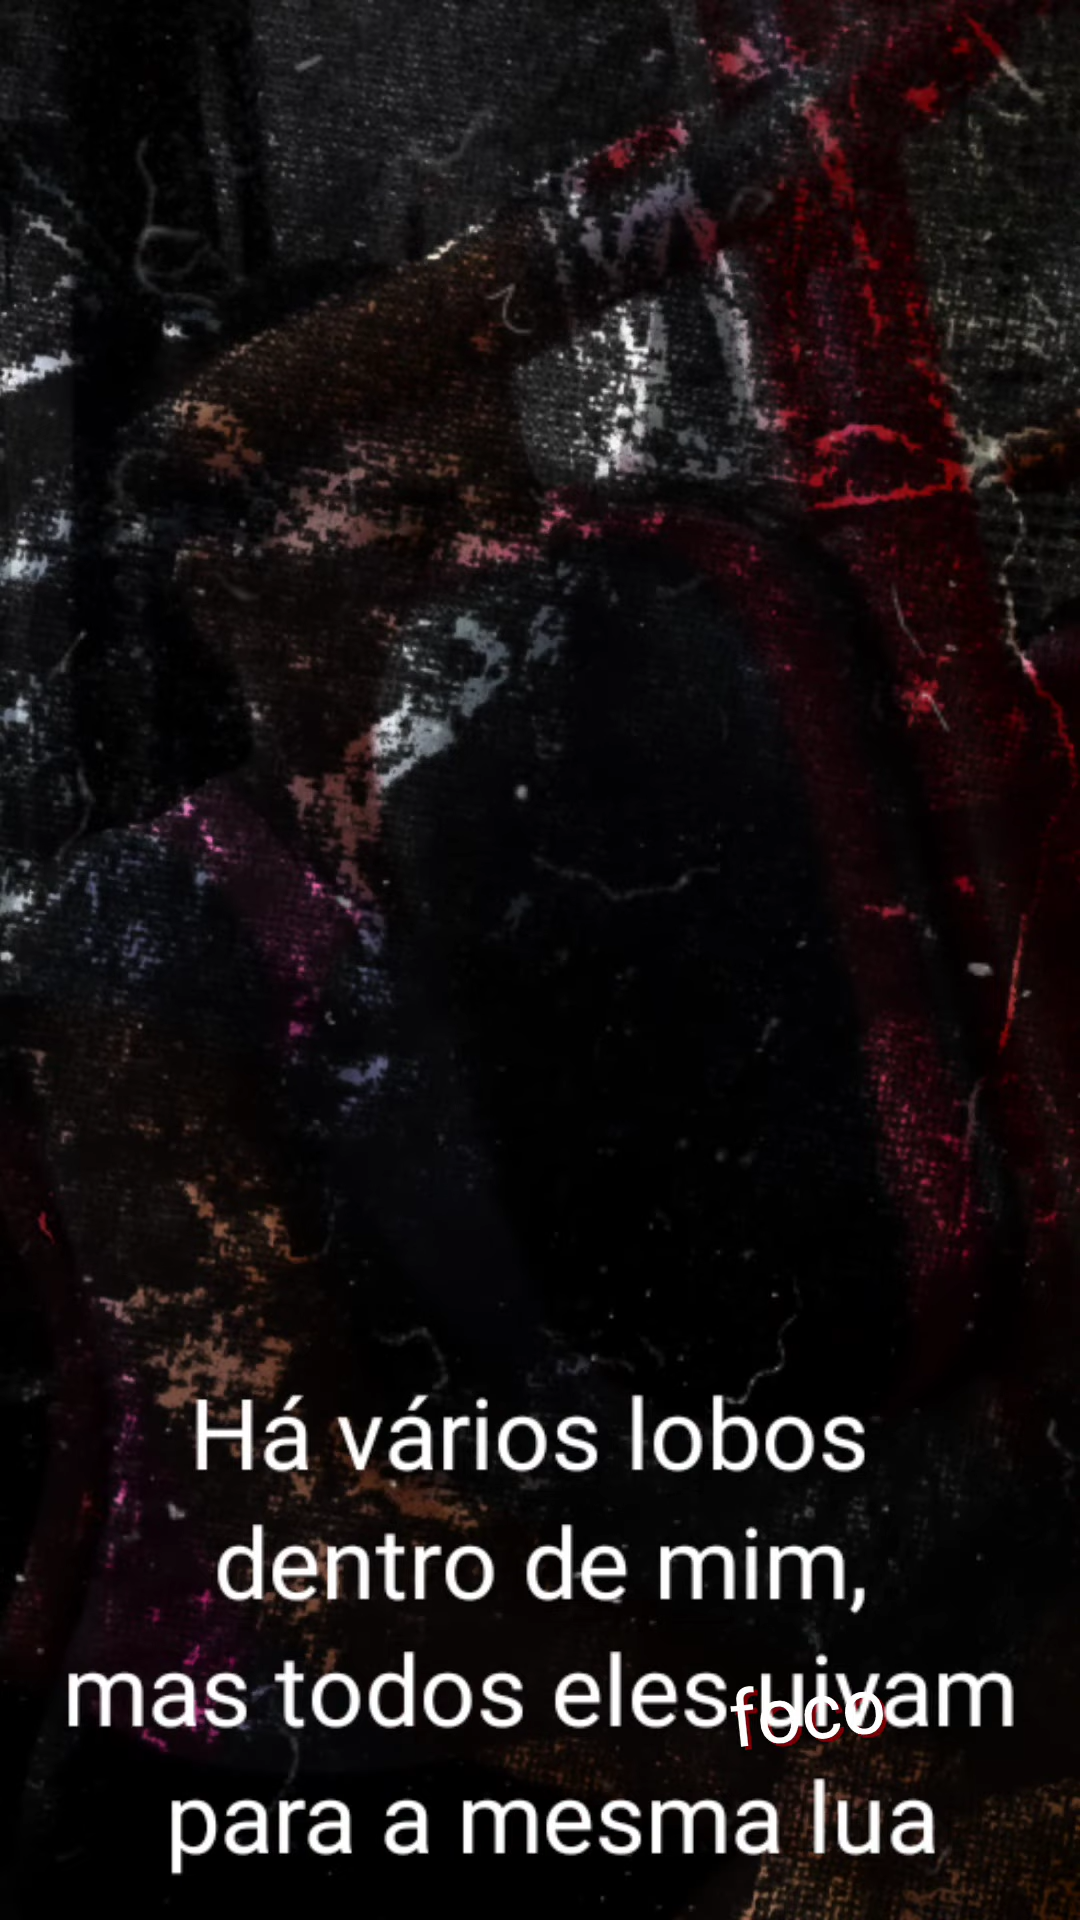 Há vários lobos
dentro de mim,
mas todos eles uivam
foco
para a mesma lua